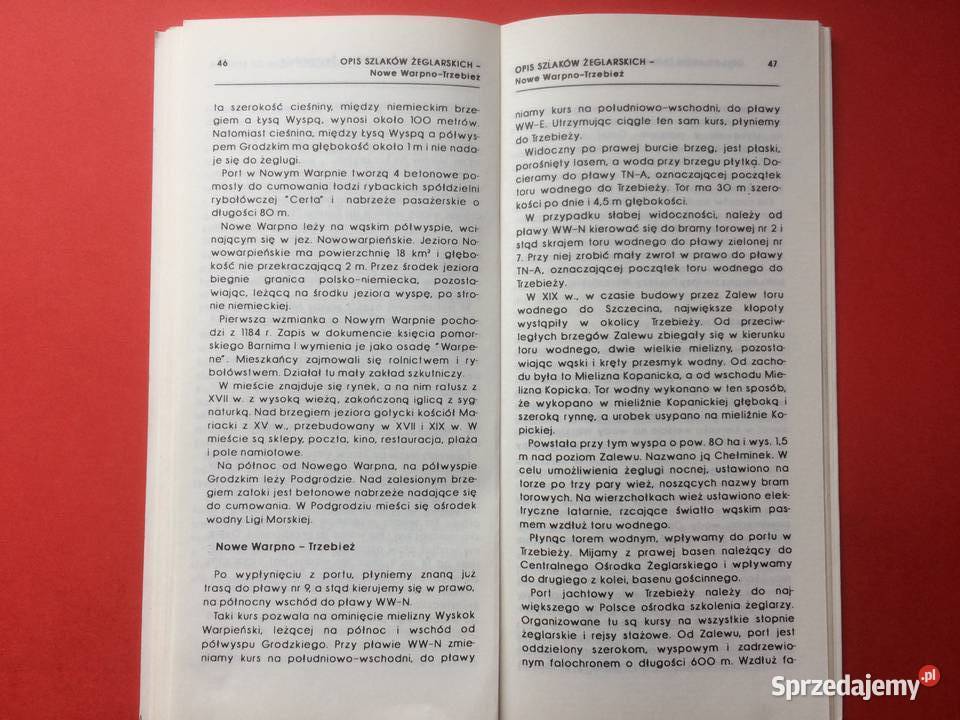 46
OPIS SZLAKÓW ŻEGLARSKICH –
Nowe Warpno–Trzebież
ta szerokość cieśniny, między niemieckim brze-
giem a Łysą Wyspą, wynosi około 100 metrów.
Natomiast cieśnina, między Łysą Wyspą a półwys-
pem Grodzkim ma głębokość około 1 m i nie nada-
je się do żeglugi.
Port w Nowym Warpnie tworzą 4 betonowe po-
mosty do cumowania łodzi rybackich spółdzielni
rybołówczej "Certa" i nabrzeże pasażerskie o
długości 80 m.
Nowe Warpno leży na wąskim półwyspie, wci-
nającym się w jez. Nowowarpieńskie. Jezioro No-
wowarpieńskie ma powierzchnię 18 km² i głębo-
kość nie przekraczającą 2 m. Przez środek jeziora
biegnie granica polsko-niemiecka, pozosta-
wiając, leżącą na środku jeziora wyspę, po stro-
nie niemieckiej.
Pierwsza wzmianka o Nowym Warpnie pocho-
dzi z 1184 r. Zapis w dokumencie księcia pomor-
skiego Barnima I wymienia je jako osadę "Warpe-
ne". Mieszkańcy zajmowali się rolnictwem i ry-
bołówstwem. Działał tu mały zakład szkutniczy.
W mieście znajduje się rynek, a na nim ratusz z
XVII w. z wysoką wieżą, zakończoną iglicą z syg-
naturką. Nad brzegiem jeziora gotycki kościół Ma-
riacki z XV w., przebudowany w XVII i XIX w. W
mieście są sklepy, poczta, kino, restauracja, plaża
i pole namiotowe.
Na północ od Nowego Warpna, na półwyspie
Grodzkim leży Podgrodzie. Nad zalesionym brze-
giem zatoki jest betonowe nabrzeże nadające się
do cumowania. W Podgrodziu mieści się ośrodek
wodny Ligi Morskiej.
Nowe Warpno – Trzebież
Po wypłynięciu z portu, płyniemy znaną już
trasą do pławy nr 9, a stąd kierujemy się w prawo,
na północny wschód do pławy WW-N.
Taki kurs pozwala na ominięcie mielizny Wyskok
Warpieński, leżącej na północ i wschód od
półwyspu Grodzkiego. Przy pławie WW-N zmie-
niamy kurs na południowo-wschodni, do pławy
OPIS SZLAKÓW ŻEGLARSKICH –
Nowe Warpno–Trzebież
47
niamy kurs na południowo-wschodni, do pławy
WW-E. Utrzymując ciągle ten sam kurs, płyniemy
do Trzebieży.
Widoczny po prawej burcie brzeg, jest płaski,
porośnięty lasem, a woda przy brzegu płytka. Do-
cieramy do pławy TN-A, oznaczającej początek
toru wodnego do Trzebieży. Tor ma 30 m szero-
kości po dnie i 4,5 m głębokości.
W przypadku słabej widoczności, należy od
pławy WW-N kierować się do bramy torowej nr 2 i
stąd skrajem toru wodnego do pławy zielonej nr
7. Przy niej zrobić mały zwrot w prawo do pławy
TN-A, oznaczającej początek toru wodnego do
Trzebieży.
W XIX w., w czasie budowy przez Zalew toru
wodnego do Szczecina, największe kłopoty
wystąpiły w okolicy Trzebieży. Od przeciw-
ległych brzegów Zalewu zbiegały się w kierunku
toru wodnego, dwie wielkie mielizny, pozosta-
wiając wąski i kręty przesmyk wodny. Od zacho-
du była to Mielizna Kopanicka, a od wschodu Mie-
lizna Kopicka. Tor wodny wykonano w ten sposób,
że wykopano w mieliźnie Kopanickiej głęboką i
szeroką rynnę, a urobek usypano na mieliźnie Ko-
pickiej.
Powstała przy tym wyspa o pow. 80 ha i wys. 1,5
m nad poziom Zalewu. Nazwano ją Chełminek. W
celu umożliwienia żeglugi nocnej, ustawiono na
torze po trzy pary wież, noszących nazwy bram
torowych. Na wierzchołkach wież ustawiono elek-
tryczne latarnie, rzcające światło wąskim pas-
mem wzdłuż toru wodnego.
Płynąc torem wodnym, wpływamy do portu w
Trzebieży. Mijamy z prawej basen należący do
Centralnego Ośrodka Żeglarskiego i wpływamy
do drugiego z kolei, basenu gościnnego.
Port jachtowy w Trzebieży należy do naj-
większego w Polsce ośrodka szkolenia żeglarzy.
Organizowane tu są kursy na wszystkie stopnie
żeglarskie i rejsy stażowe. Od Zalewu, port jest
oddzielony szerokom, wyspowym i zadrzewio-
nym falochronem o długości 600 m. Wzdłuż fa-
Sprzedajemy.pl